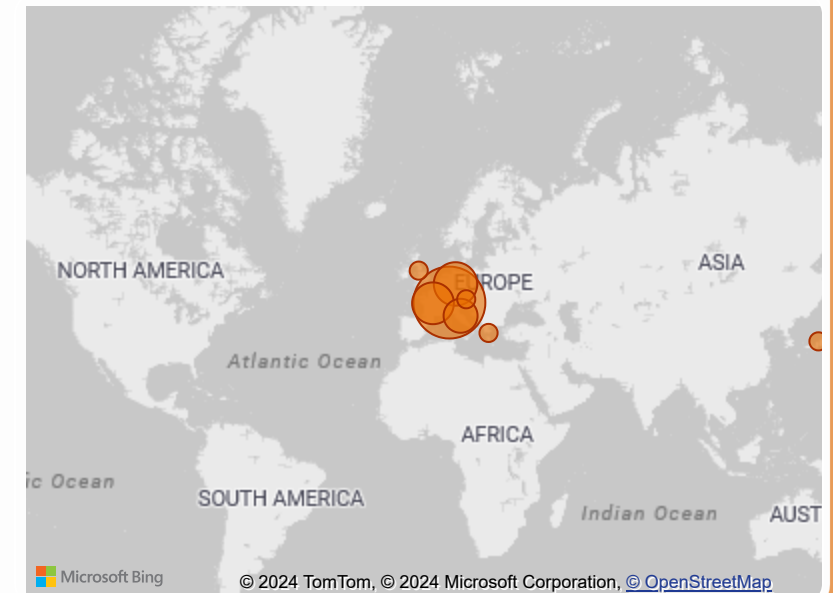 ASIA
NORTH AMERICA
EUROPE
Atlantic Ocean
AFRICA
ic Ocean
SOUTH AMERICA
Indian Ocean
AUST
Microsoft Bing
© 2024 TomTom, © 2024 Microsoft Corporation, © OpenStreetMap